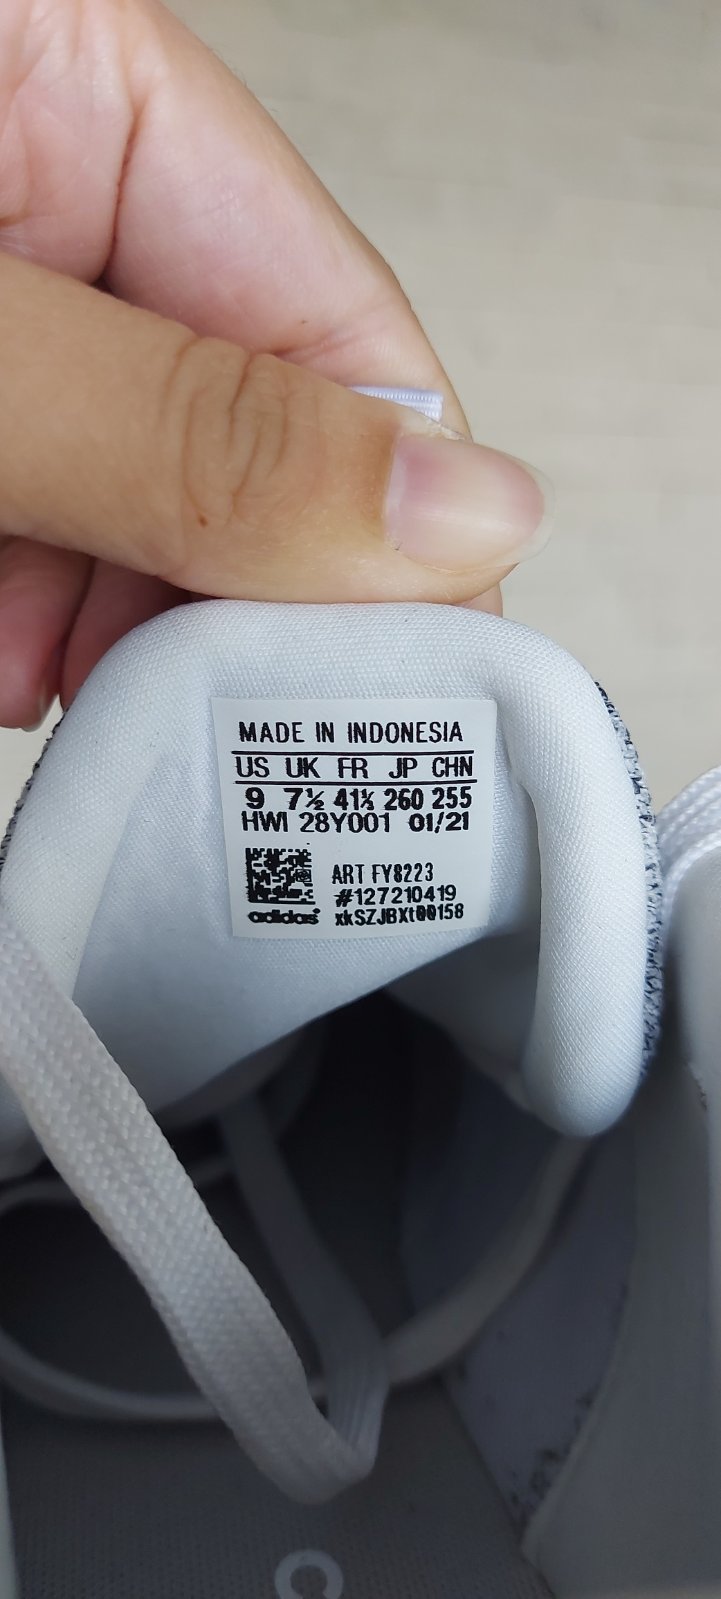 MADE IN INDONESIA
US UK FR JP CHN
9 7½ 41⅓ 260 255
HWI 28Y001 01/21
ART FY8223
#127210419
adidas xkSZJBXt00158